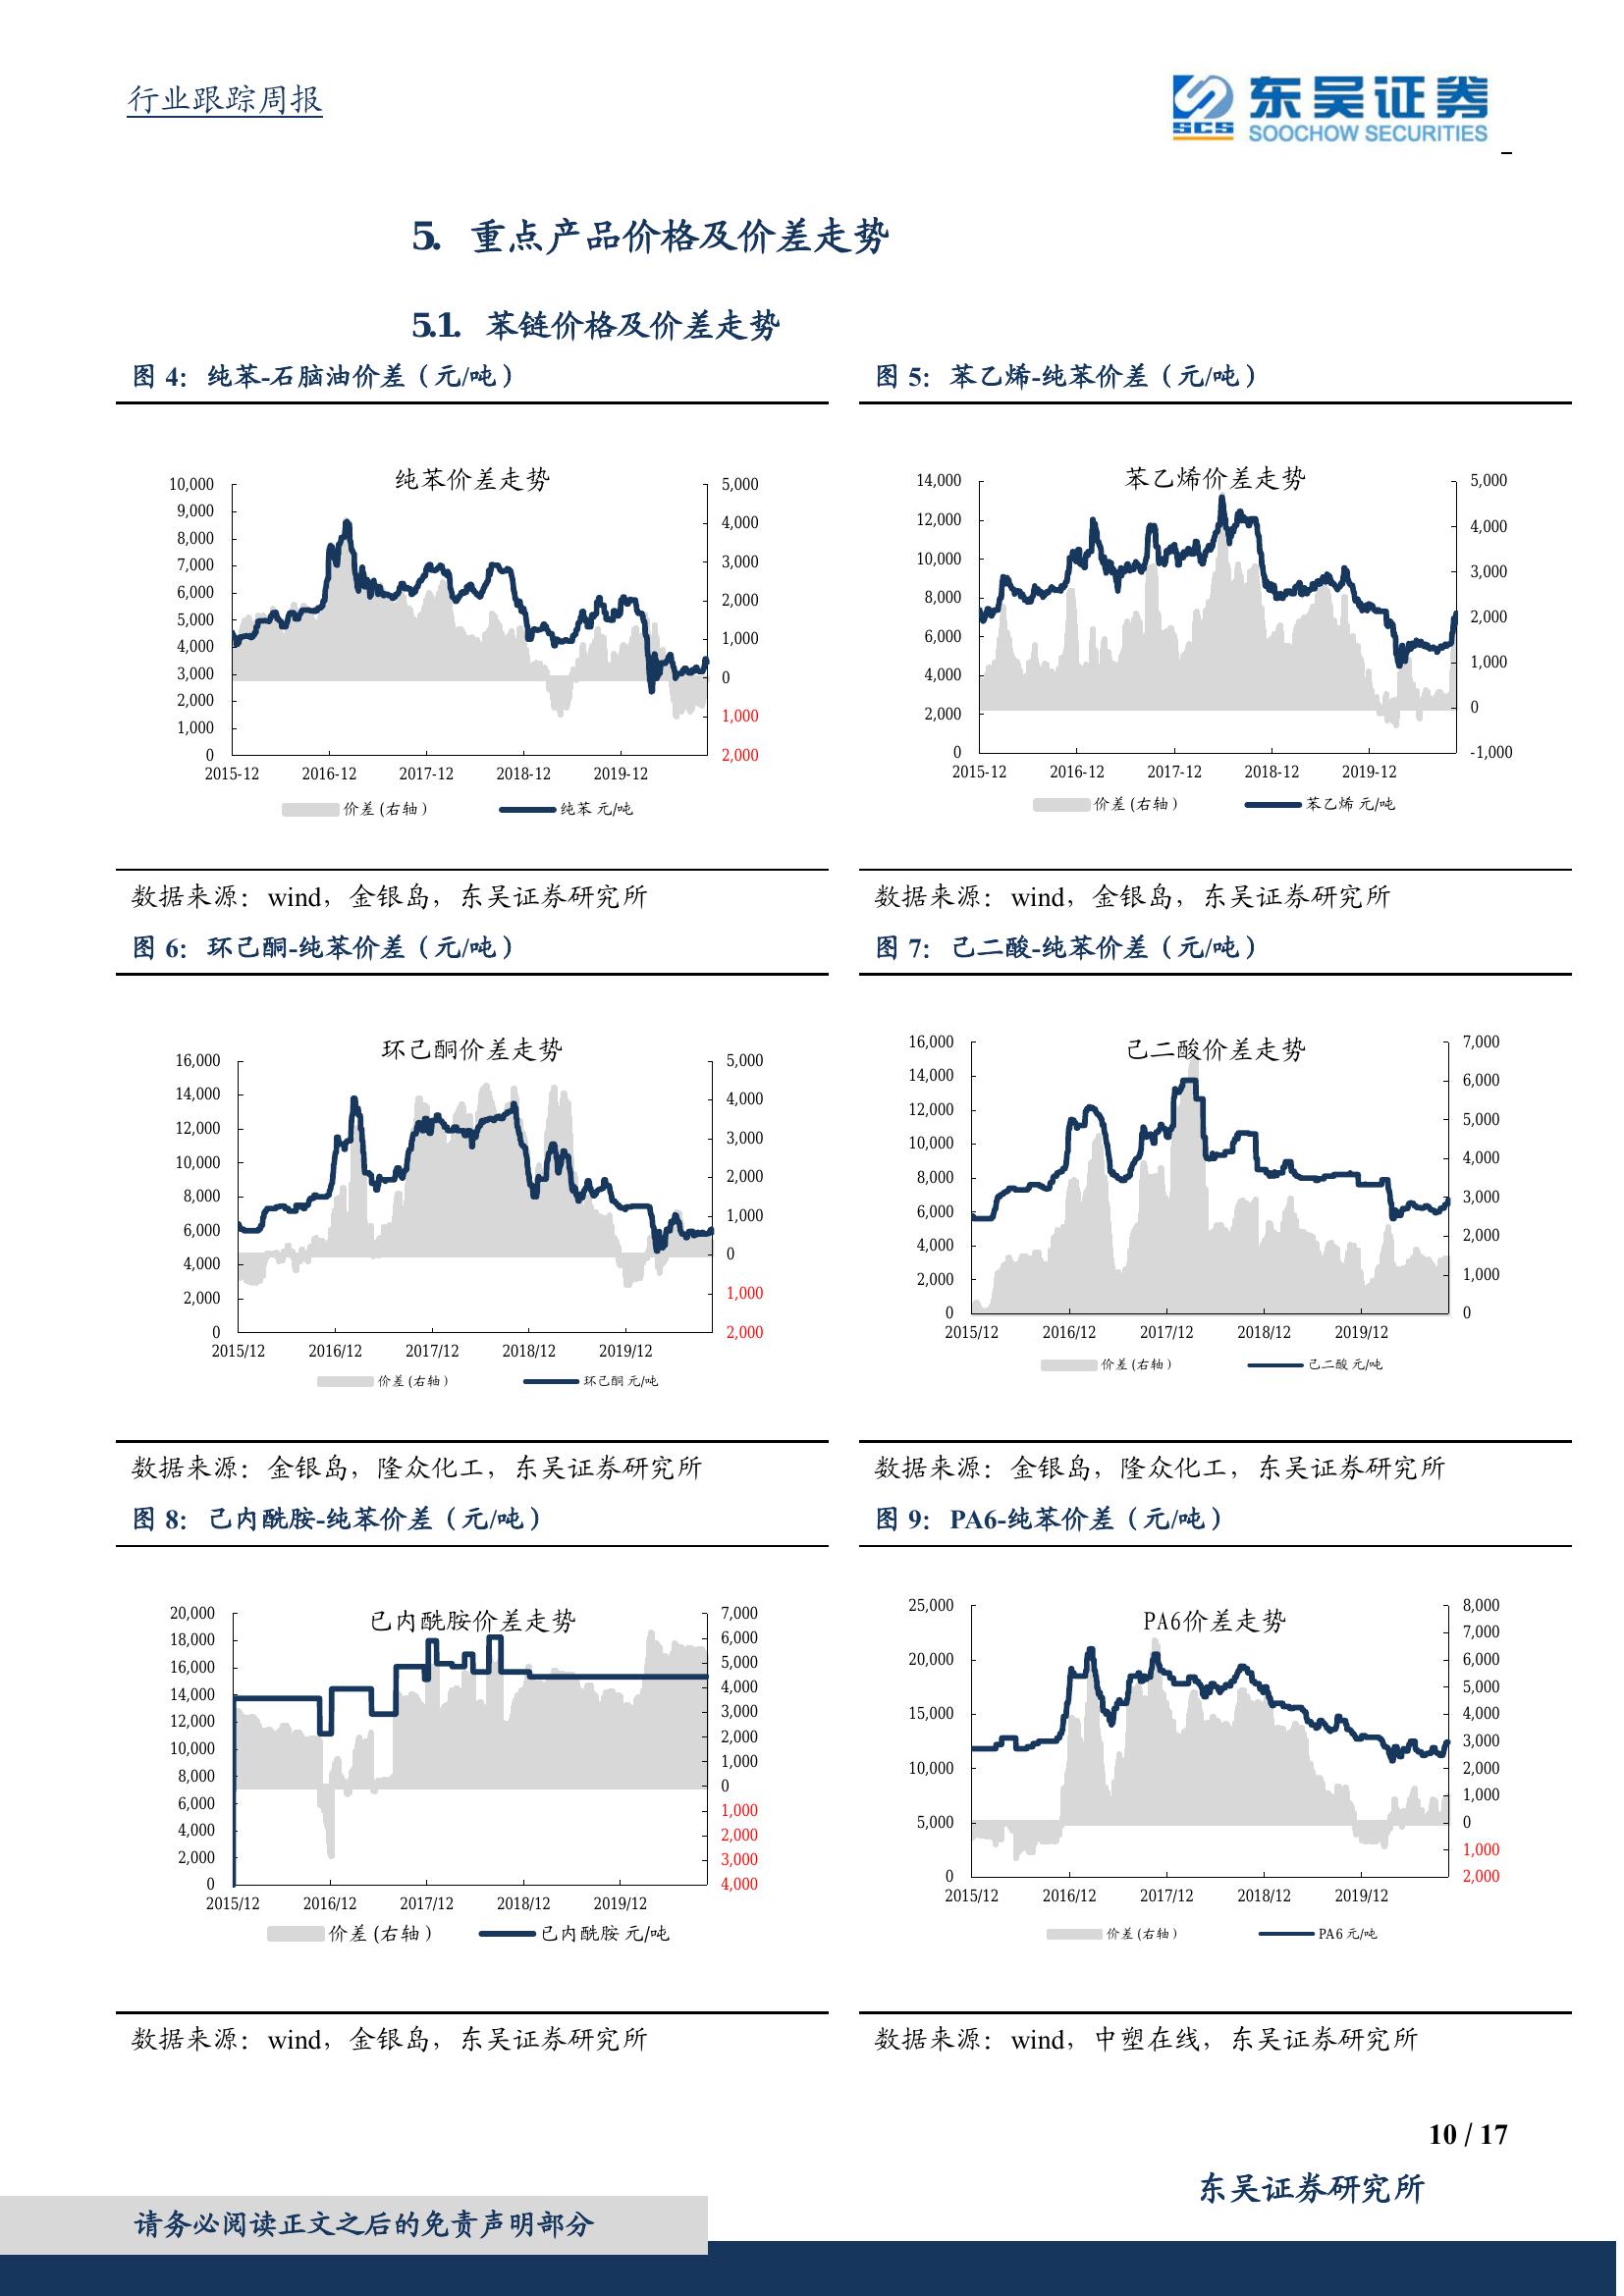 行业跟踪周报
东吴证券
SCS
SOOCHOW SECURITIES
5. 重点产品价格及价差走势
5.1. 苯链价格及价差走势
图 4：纯苯-石脑油价差（元/吨）
纯苯价差走势
10,000
9,000
8,000
7,000
6,000
5,000
4,000
3,000
2,000
1,000
0
5,000
4,000
3,000
2,000
1,000
0
1,000
2,000
2015-12 2016-12 2017-12 2018-12 2019-12
价差(右轴) 纯苯 元/吨
数据来源：wind，金银岛，东吴证券研究所
图 5：苯乙烯-纯苯价差（元/吨）
苯乙烯价差走势
14,000
12,000
10,000
8,000
6,000
4,000
2,000
0
5,000
4,000
3,000
2,000
1,000
0
-1,000
2015-12 2016-12 2017-12 2018-12 2019-12
价差(右轴) 苯乙烯 元/吨
数据来源：wind，金银岛，东吴证券研究所
图 6：环己酮-纯苯价差（元/吨）
环己酮价差走势
16,000
14,000
12,000
10,000
8,000
6,000
4,000
2,000
0
5,000
4,000
3,000
2,000
1,000
0
1,000
2,000
2015/12 2016/12 2017/12 2018/12 2019/12
价差(右轴) 环己酮 元/吨
数据来源：金银岛，隆众化工，东吴证券研究所
图 7：己二酸-纯苯价差（元/吨）
己二酸价差走势
16,000
14,000
12,000
10,000
8,000
6,000
4,000
2,000
0
7,000
6,000
5,000
4,000
3,000
2,000
1,000
0
2015/12 2016/12 2017/12 2018/12 2019/12
价差(右轴) 己二酸 元/吨
数据来源：金银岛，隆众化工，东吴证券研究所
图 8：己内酰胺-纯苯价差（元/吨）
己内酰胺价差走势
20,000
18,000
16,000
14,000
12,000
10,000
8,000
6,000
4,000
2,000
0
7,000
6,000
5,000
4,000
3,000
2,000
1,000
0
1,000
2,000
3,000
4,000
2015/12 2016/12 2017/12 2018/12 2019/12
价差(右轴) 己内酰胺 元/吨
数据来源：wind，金银岛，东吴证券研究所
图 9：PA6-纯苯价差（元/吨）
PA6价差走势
25,000
20,000
15,000
10,000
5,000
0
8,000
7,000
6,000
5,000
4,000
3,000
2,000
1,000
0
1,000
2,000
2015/12 2016/12 2017/12 2018/12 2019/12
价差(右轴) PA6 元/吨
数据来源：wind，中塑在线，东吴证券研究所
10 / 17
东吴证券研究所
请务必阅读正文之后的免责声明部分